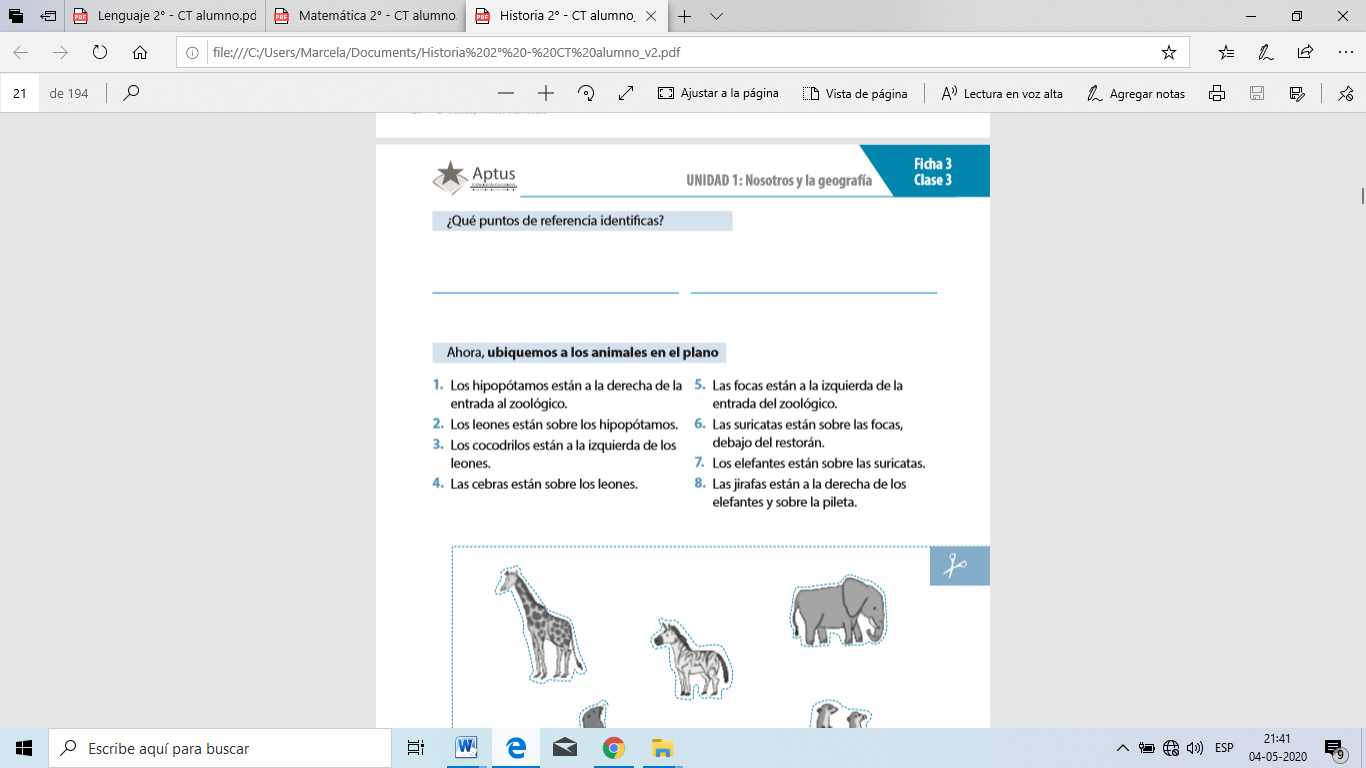 Lenguaje 2° - CT alumno.pd
Matemática 2° - CT alumno
Historia 2° - CT alumno_
file:///C:/Users/Marcela/Documents/Historia%202°%20-%20CT%20alumno_v2.pdf
21 de 194
Ajustar a la página
Vista de página
Lectura en voz alta
Agregar notas
Aptus
UNIDAD 1: Nosotros y la geografía
Ficha 3
Clase 3
¿Qué puntos de referencia identificas?
Ahora, ubiquemos a los animales en el plano
1. Los hipopótamos están a la derecha de la
entrada al zoológico.
2. Los leones están sobre los hipopótamos.
3. Los cocodrilos están a la izquierda de los
leones.
4. Las cebras están sobre los leones.
5. Las focas están a la izquierda de la
entrada del zoológico.
6. Las suricatas están sobre las focas,
debajo del restorán.
7. Los elefantes están sobre las suricatas.
8. Las jirafas están a la derecha de los
elefantes y sobre la pileta.
Escribe aquí para buscar
ESP
21:41
04-05-2020
9